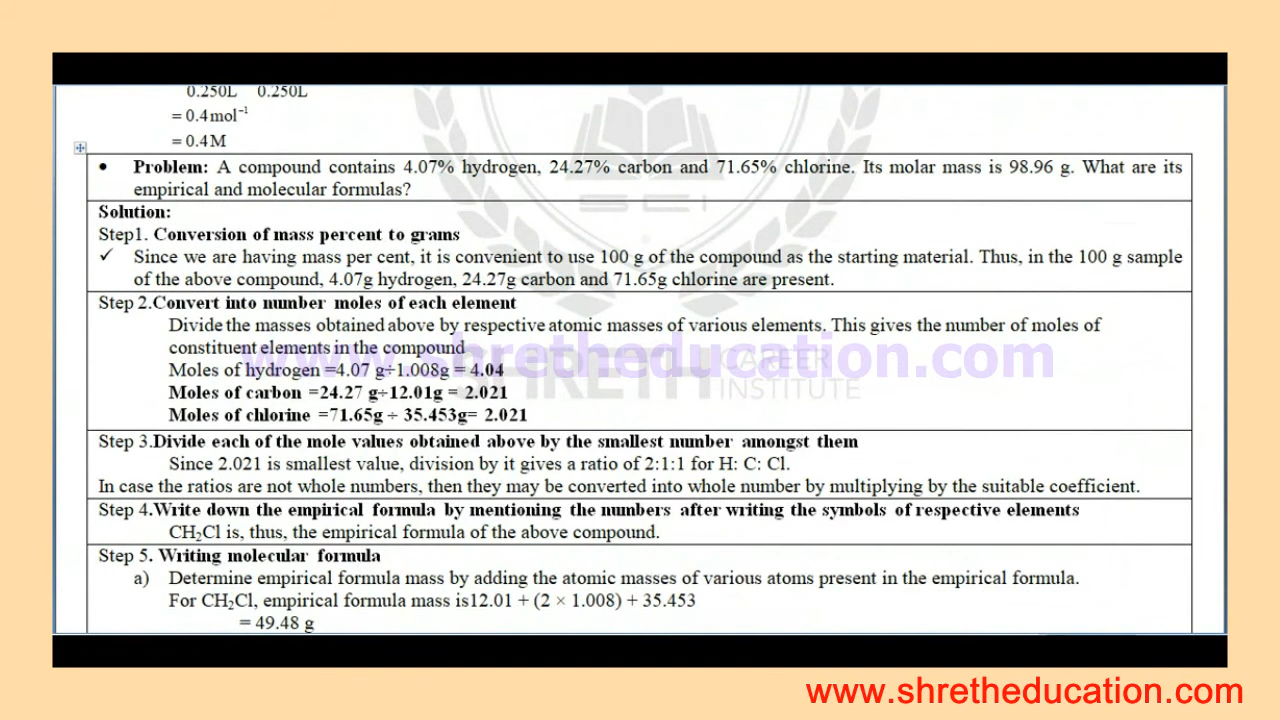 0.250L 0.250L
= 0.4mol⁻¹
= 0.4M
• Problem: A compound contains 4.07% hydrogen, 24.27% carbon and 71.65% chlorine. Its molar mass is 98.96 g. What are its
empirical and molecular formulas?
Solution:
Step1. Conversion of mass percent to grams
✓ Since we are having mass per cent, it is convenient to use 100 g of the compound as the starting material. Thus, in the 100 g sample
of the above compound, 4.07g hydrogen, 24.27g carbon and 71.65g chlorine are present.
Step 2.Convert into number moles of each element
Divide the masses obtained above by respective atomic masses of various elements. This gives the number of moles of
constituent elements in the compound
Moles of hydrogen =4.07 g÷1.008g = 4.04
Moles of carbon =24.27 g÷12.01g = 2.021
Moles of chlorine =71.65g ÷ 35.453g= 2.021
Step 3.Divide each of the mole values obtained above by the smallest number amongst them
Since 2.021 is smallest value, division by it gives a ratio of 2:1:1 for H: C: Cl.
In case the ratios are not whole numbers, then they may be converted into whole number by multiplying by the suitable coefficient.
Step 4.Write down the empirical formula by mentioning the numbers after writing the symbols of respective elements
CH₂Cl is, thus, the empirical formula of the above compound.
Step 5. Writing molecular formula
a) Determine empirical formula mass by adding the atomic masses of various atoms present in the empirical formula.
For CH₂Cl, empirical formula mass is12.01 + (2 × 1.008) + 35.453
= 49.48 g
SCI
www.shretheducation.com
SHRETH CAREER
INSTITUTE
www.shretheducation.com